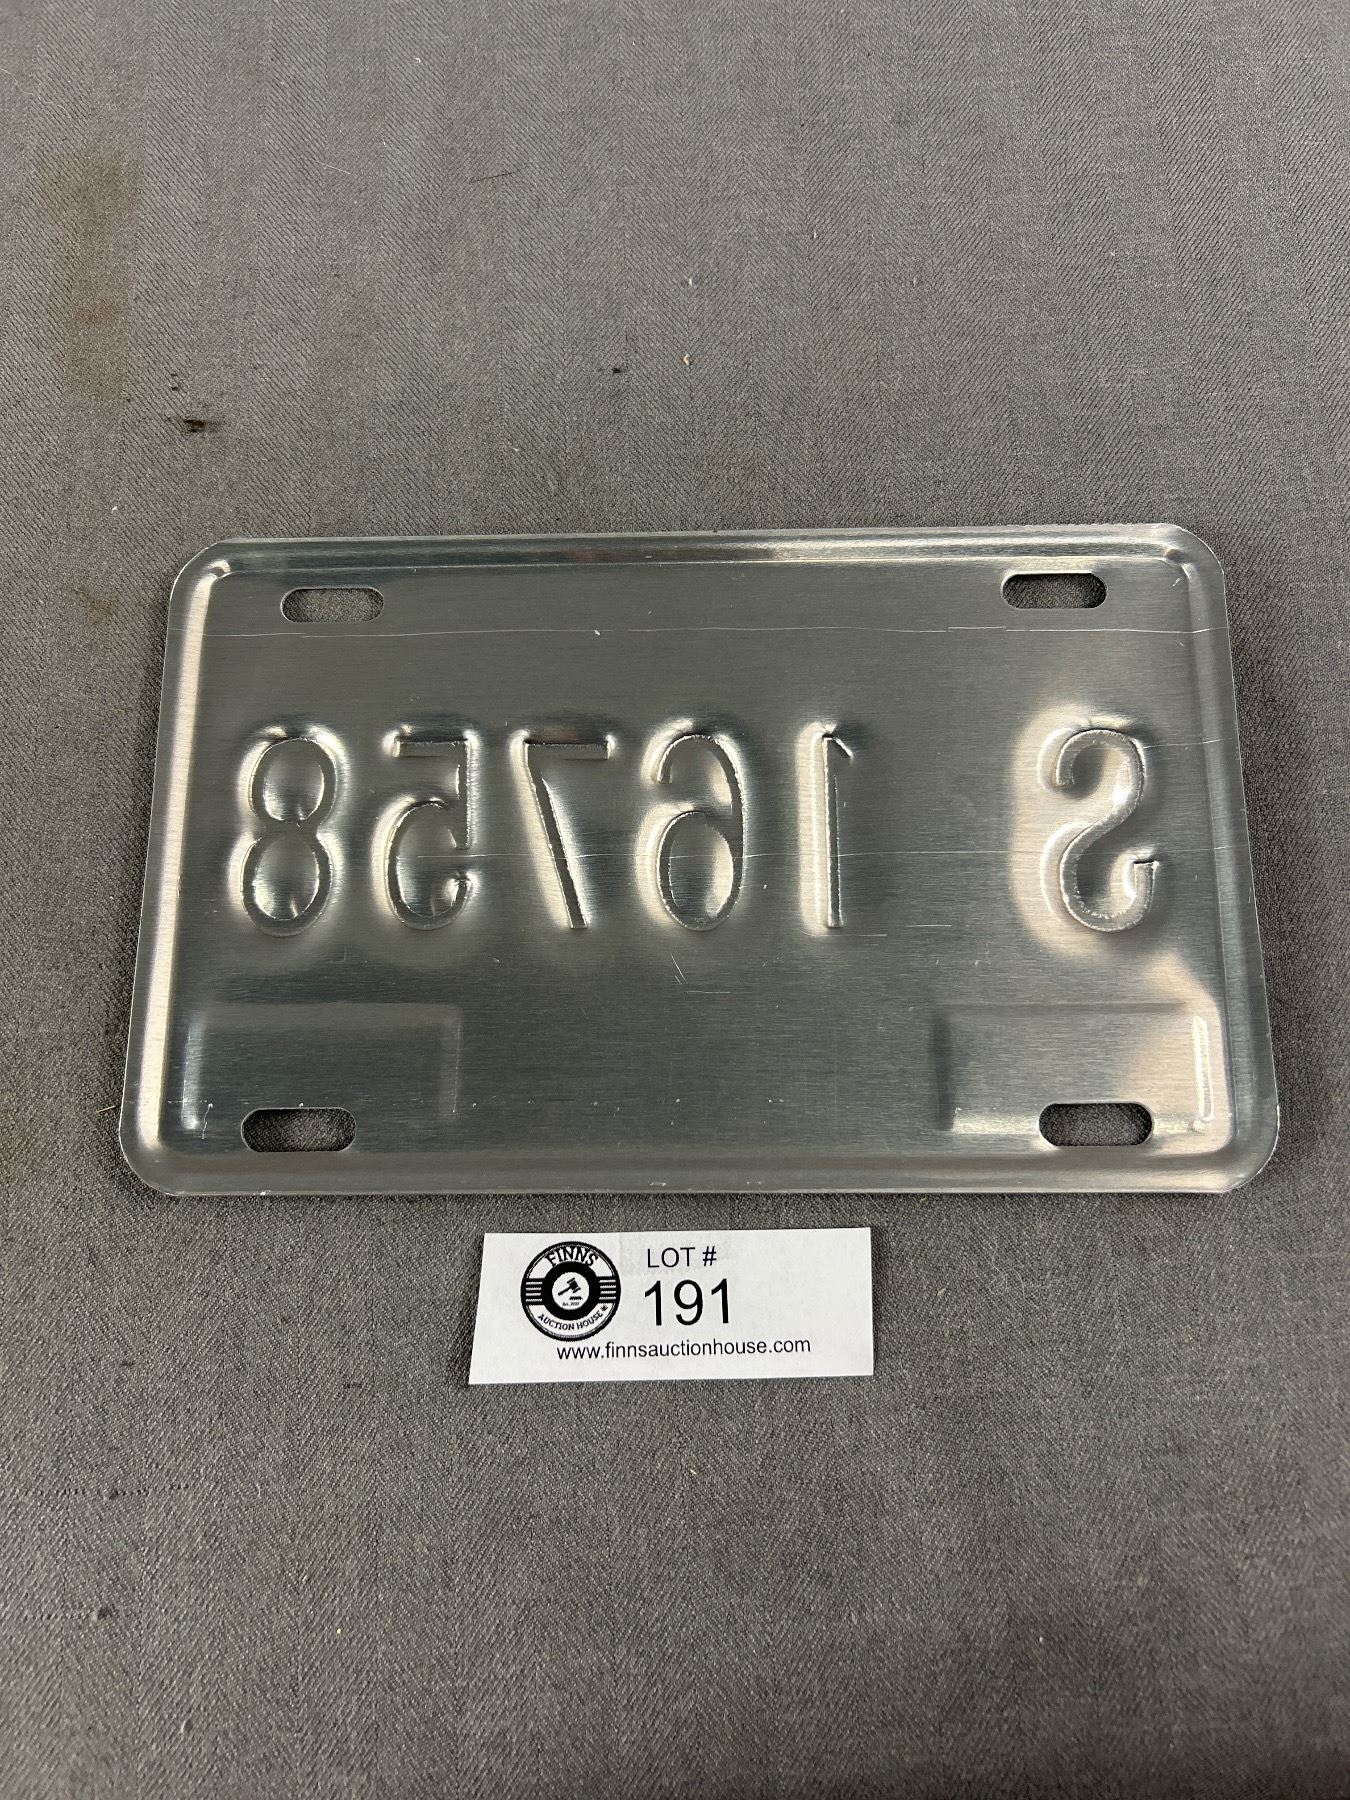 S 16758
FINNS
AUCTION HOUSE
LOT #
191
www.finnsauctionhouse.com